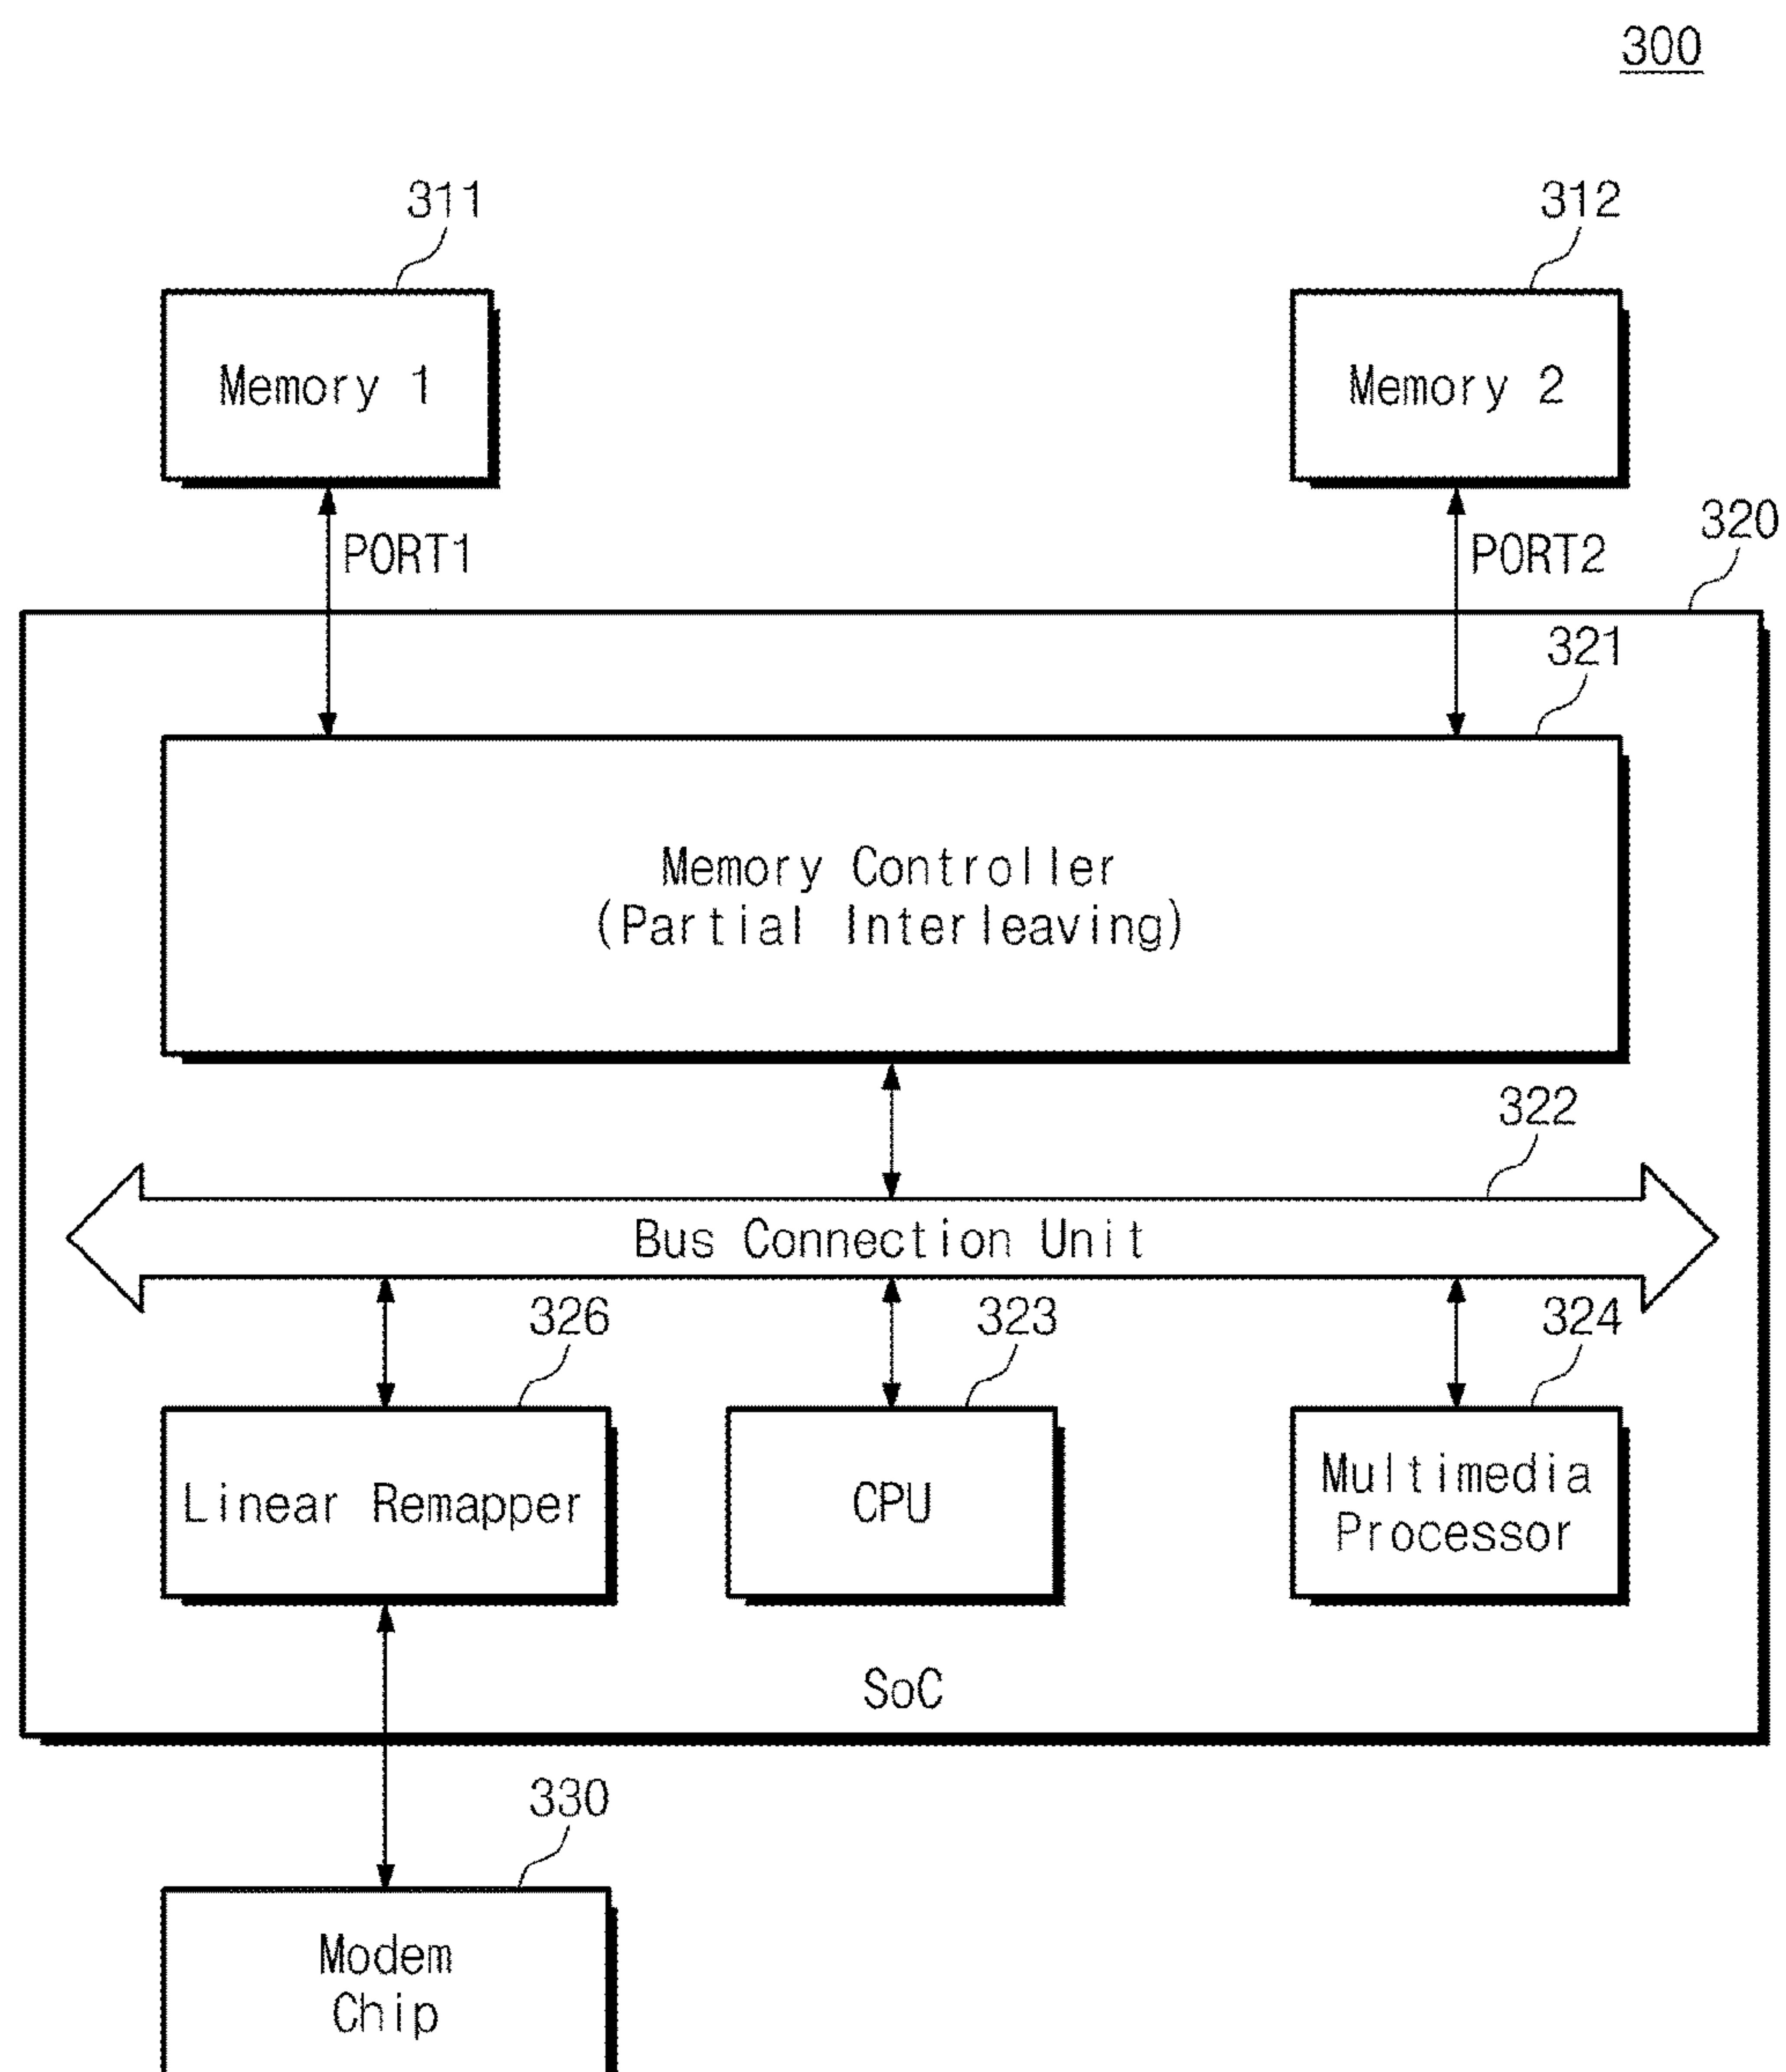 300
311
312
Memory 1
Memory 2
320
PORT1
PORT2
321
Memory Controller
(Partial Interleaving)
322
Bus Connection Unit
326
323
324
Linear Remapper
CPU
Multimedia
Processor
SoC
330
Modem
Chip